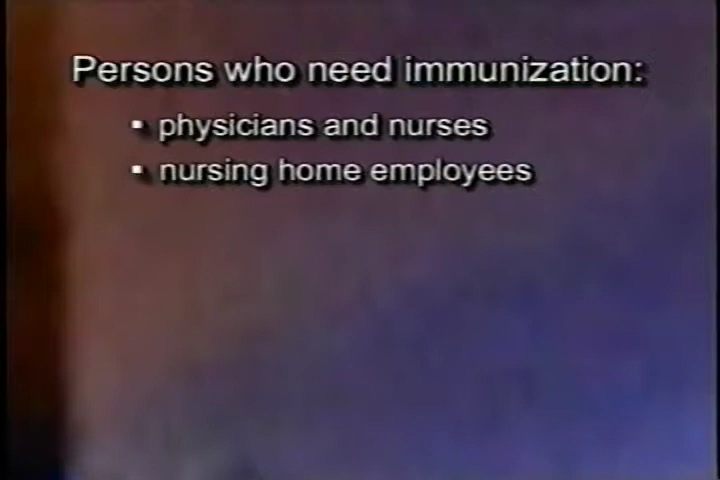 Persons who need immunization:
▪ physicians and nurses
▪ nursing home employees